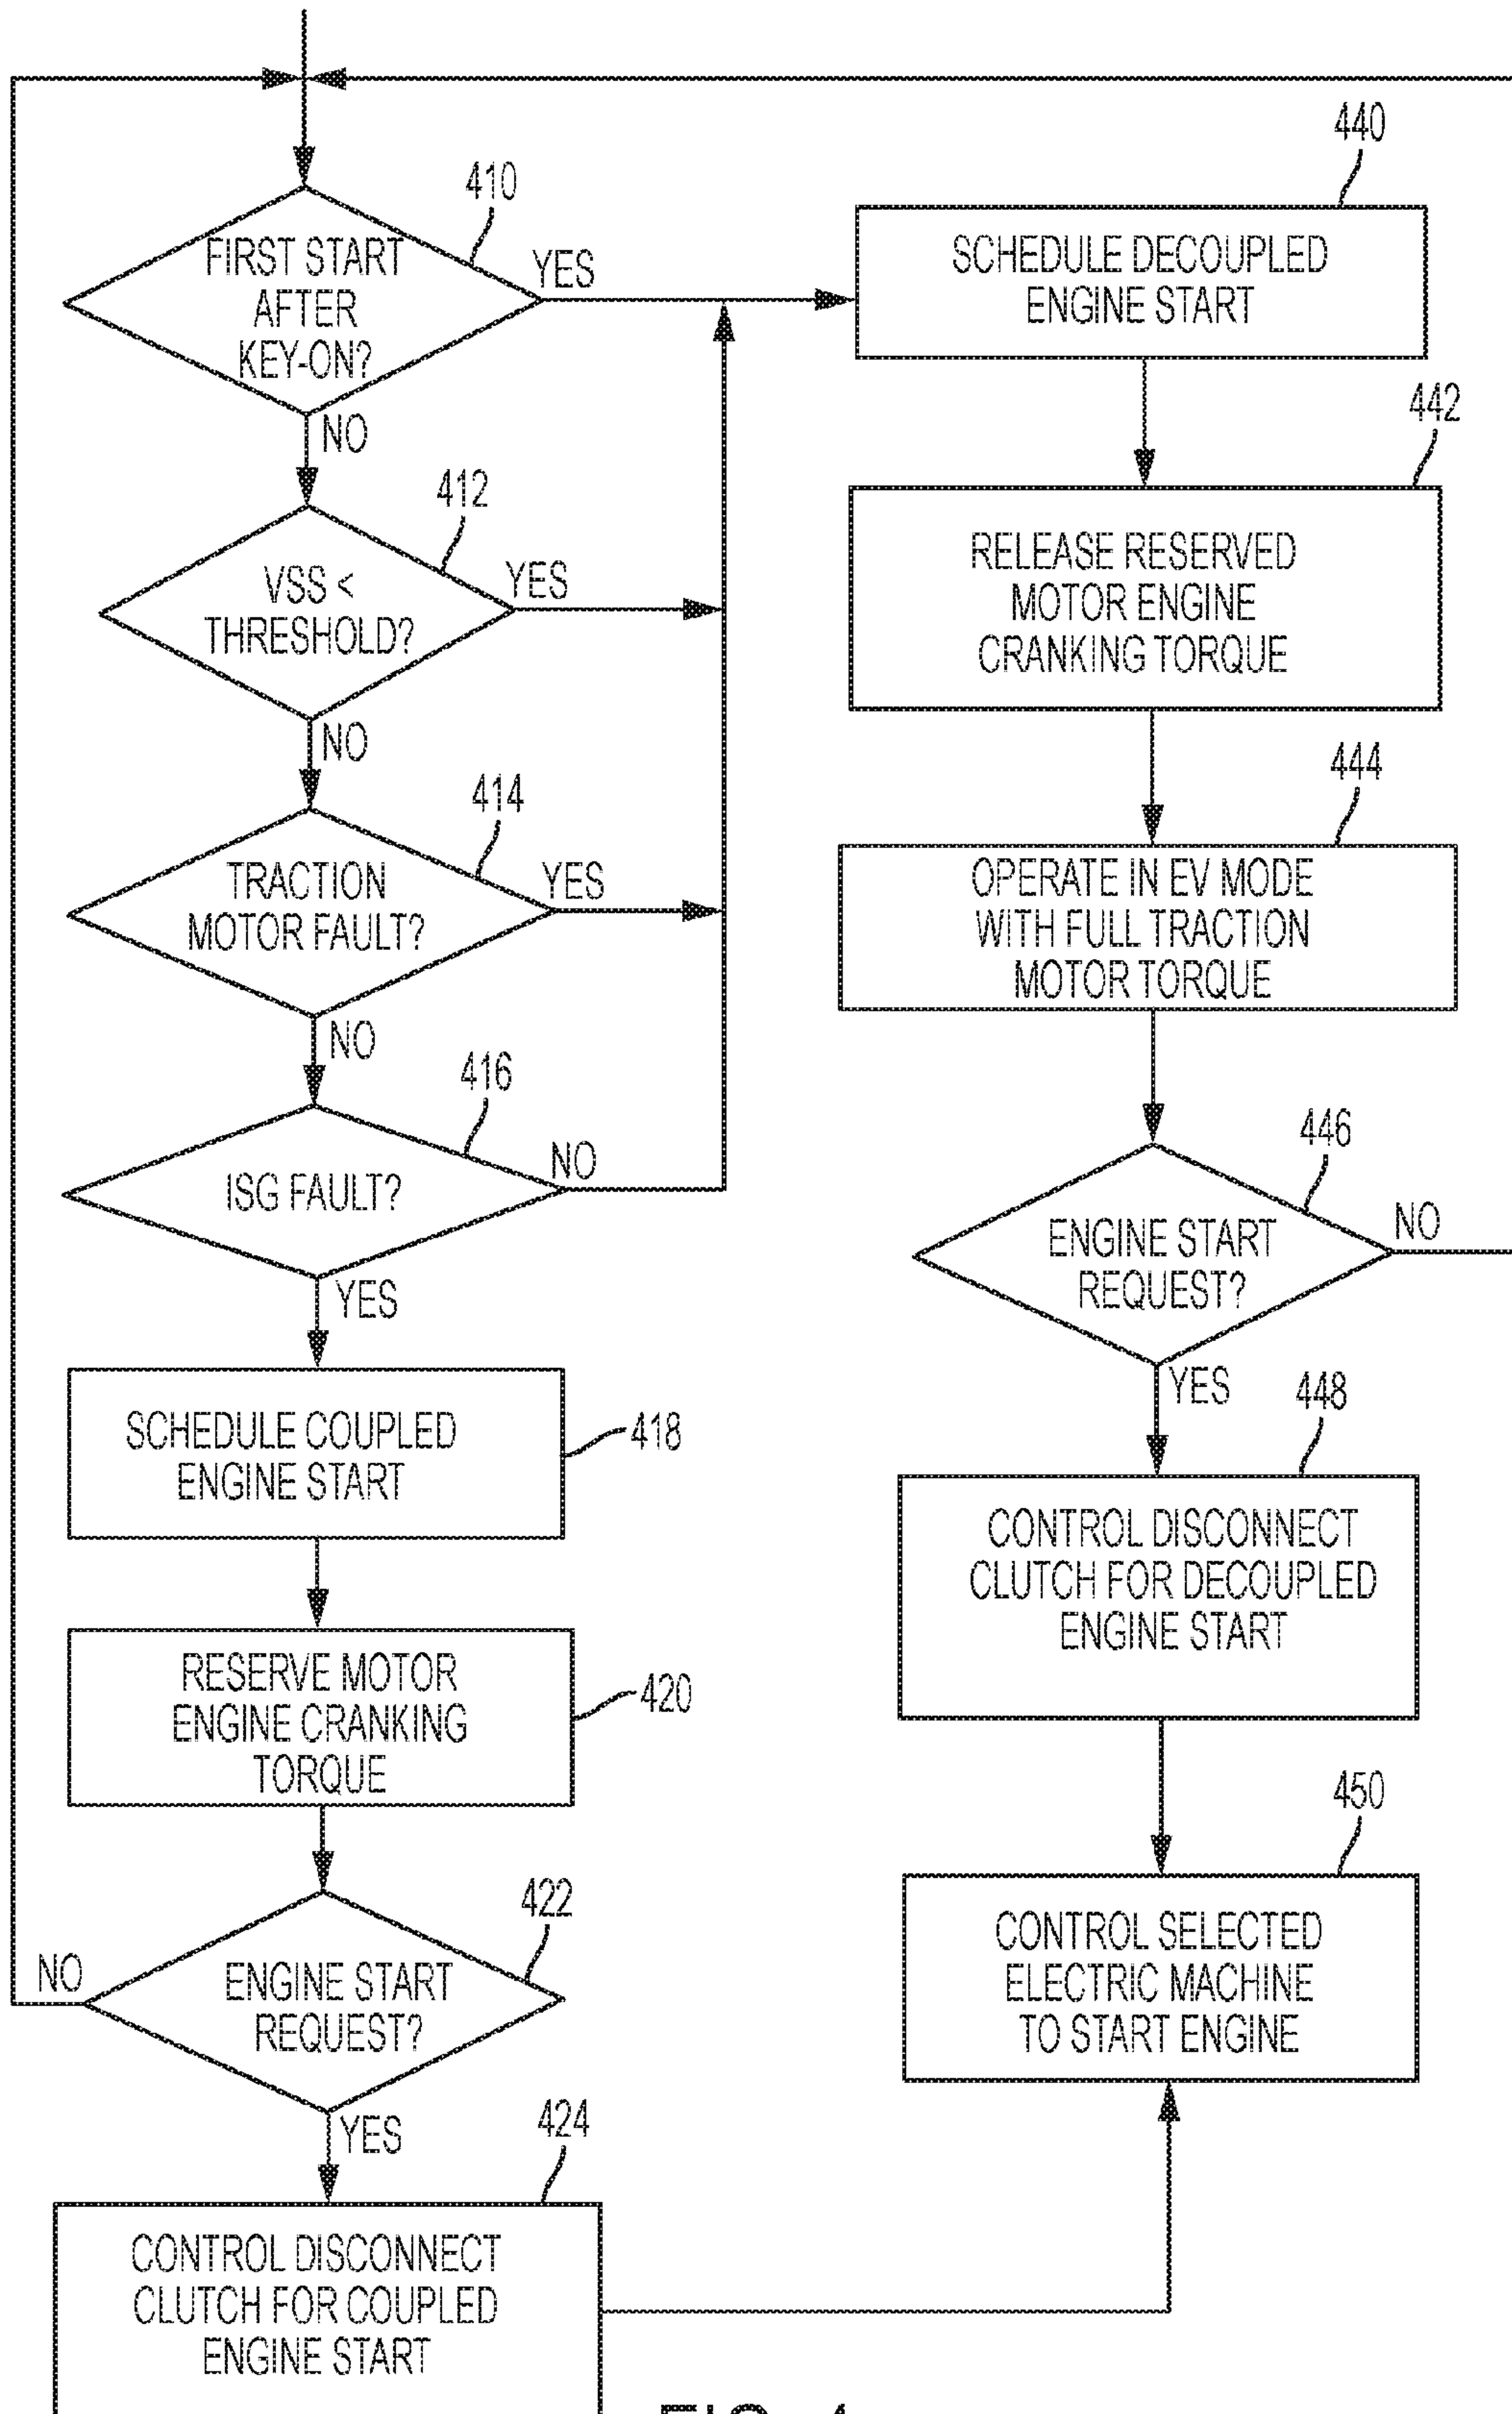 410
FIRST START
AFTER
KEY-ON?
YES
NO
412
VSS <
THRESHOLD?
YES
NO
414
TRACTION
MOTOR FAULT?
YES
NO
416
ISG FAULT?
NO
YES
SCHEDULE COUPLED
ENGINE START
418
RESERVE MOTOR
ENGINE CRANKING
TORQUE
420
422
ENGINE START
REQUEST?
NO
YES
424
CONTROL DISCONNECT
CLUTCH FOR COUPLED
ENGINE START
440
SCHEDULE DECOUPLED
ENGINE START
442
RELEASE RESERVED
MOTOR ENGINE
CRANKING TORQUE
444
OPERATE IN EV MODE
WITH FULL TRACTION
MOTOR TORQUE
446
ENGINE START
REQUEST?
NO
YES
448
CONTROL DISCONNECT
CLUTCH FOR DECOUPLED
ENGINE START
450
CONTROL SELECTED
ELECTRIC MACHINE
TO START ENGINE